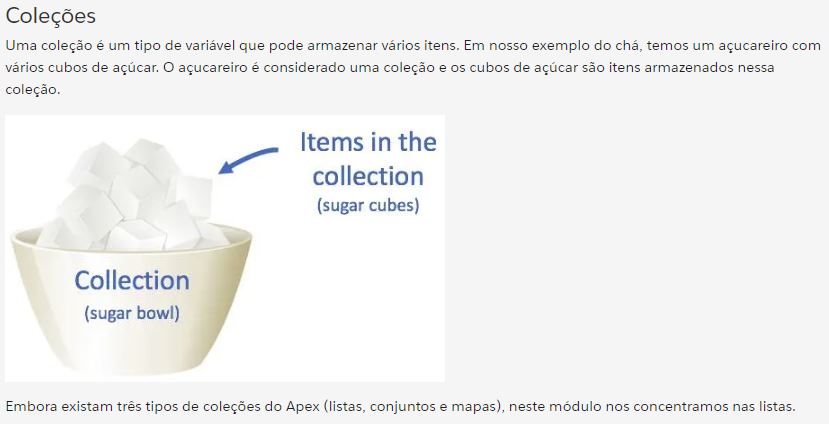 Coleções
Uma coleção é um tipo de variável que pode armazenar vários itens. Em nosso exemplo do chá, temos um açucareiro com
vários cubos de açúcar. O açucareiro é considerado uma coleção e os cubos de açúcar são itens armazenados nessa
coleção.
Items in the
collection
(sugar cubes)
Collection
(sugar bowl)
Embora existam três tipos de coleções do Apex (listas, conjuntos e mapas), neste módulo nos concentramos nas listas.